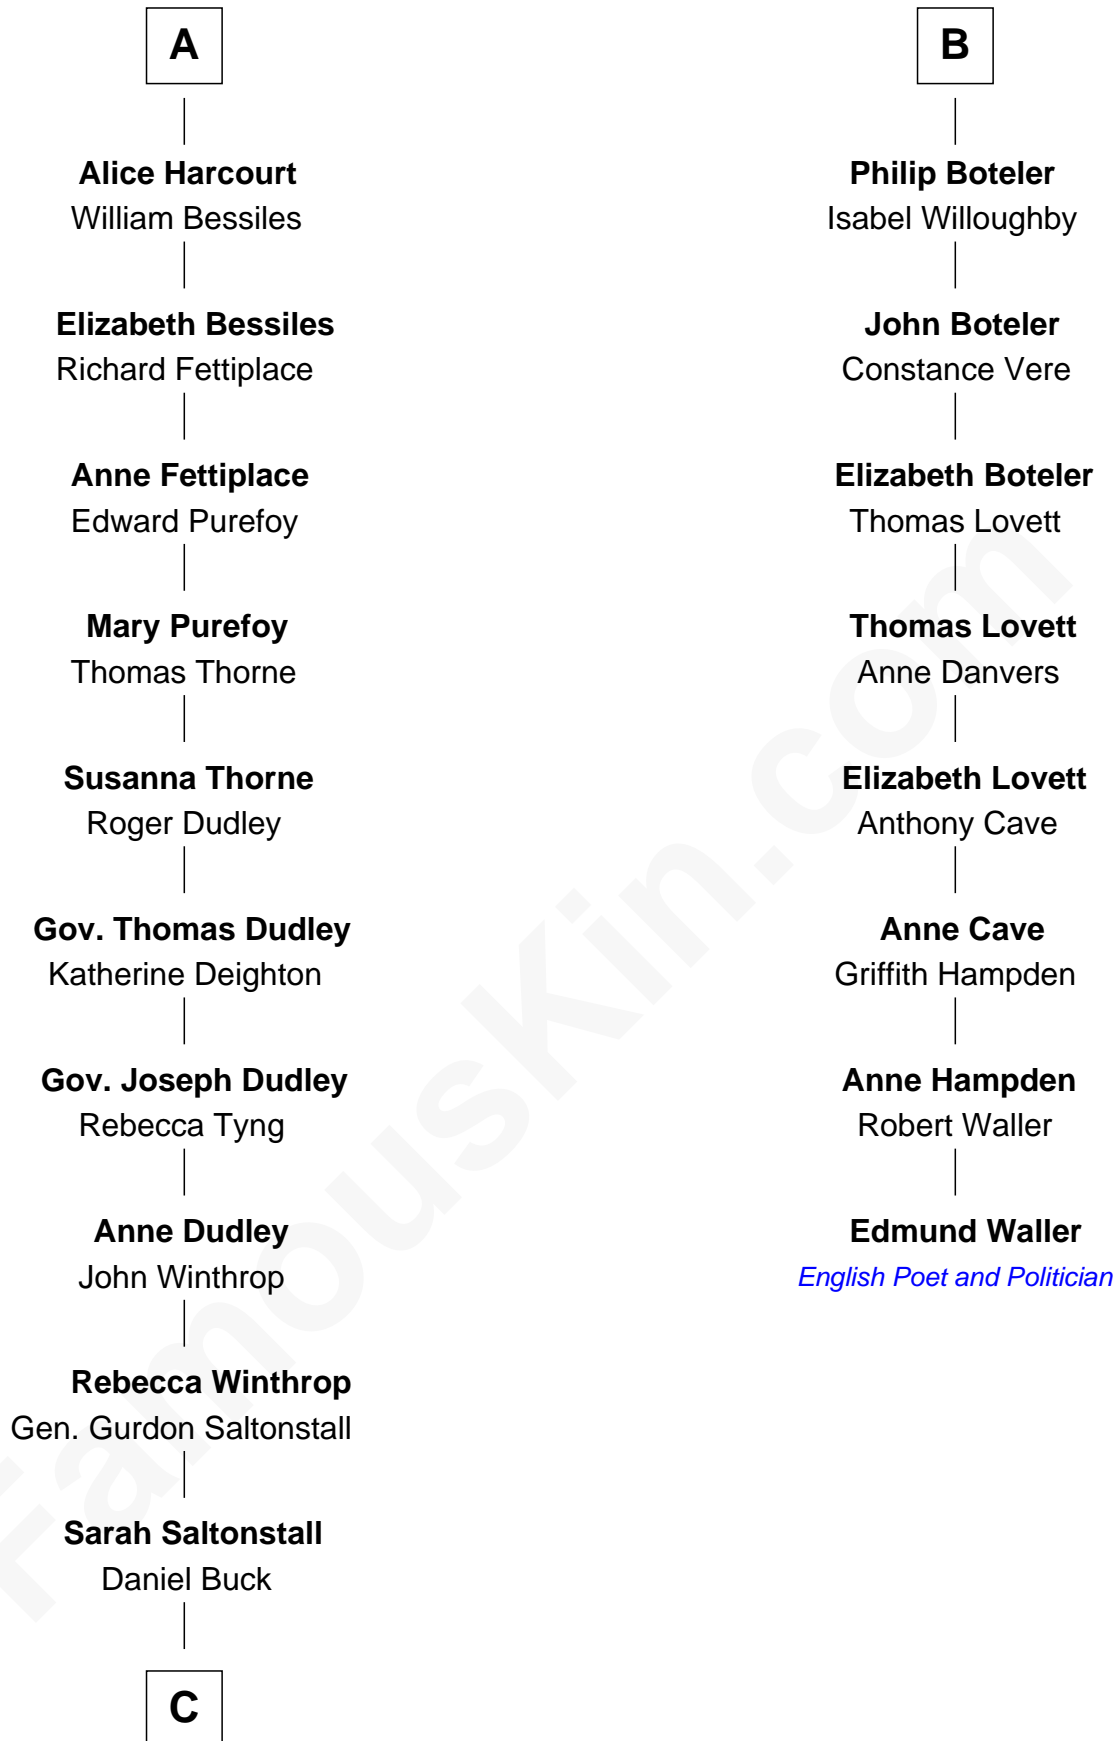 A
Alice Harcourt
William Bessiles
Elizabeth Bessiles
Richard Fettiplace
Anne Fettiplace
Edward Purefoy
Mary Purefoy
Thomas Thorne
Susanna Thorne
Roger Dudley
Gov. Thomas Dudley
Katherine Deighton
Gov. Joseph Dudley
Rebecca Tyng
Anne Dudley
John Winthrop
Rebecca Winthrop
Gen. Gurdon Saltonstall
Sarah Saltonstall
Daniel Buck
C
B
Philip Boteler
Isabel Willoughby
John Boteler
Constance Vere
Elizabeth Boteler
Thomas Lovett
Thomas Lovett
Anne Danvers
Elizabeth Lovett
Anthony Cave
Anne Cave
Griffith Hampden
Anne Hampden
Robert Waller
Edmund Waller
English Poet and Politician
FamousKin.com